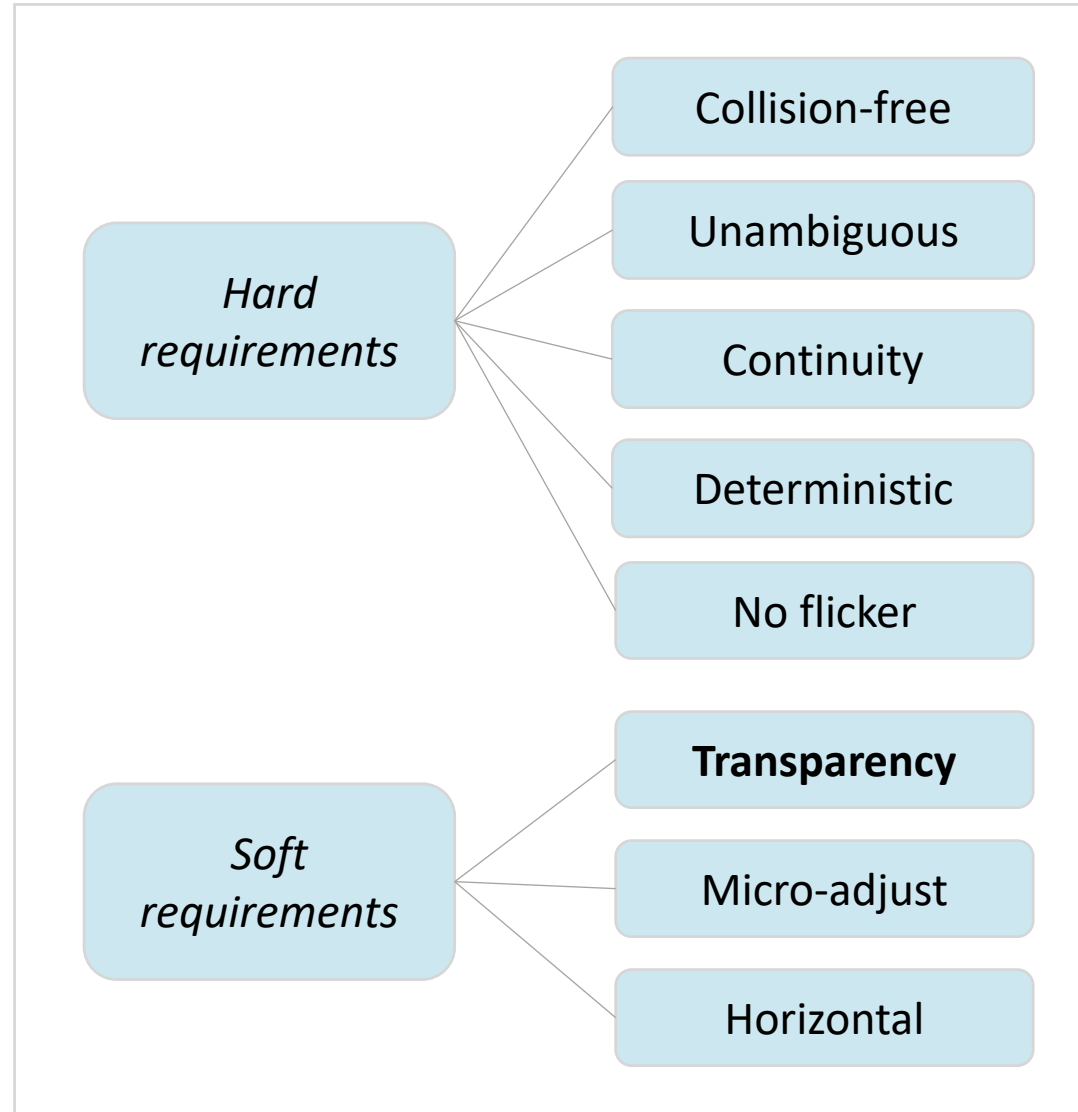 Collision-free
Unambiguous
Hard
requirements
Continuity
Deterministic
No flicker
Transparency
Soft
requirements
Micro-adjust
Horizontal